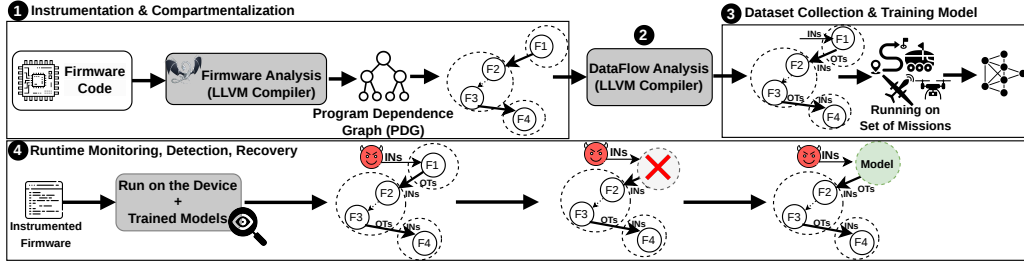 1 Instrumentation & Compartmentalization
Firmware
Code
Firmware Analysis
(LLVM Compiler)
Program Dependence
Graph (PDG)
F1
F2
F3
F4
2
DataFlow Analysis
(LLVM Compiler)
3 Dataset Collection & Training Model
INs
F1
OTs
F2
INs
F3
OTs
INs
F4
Running on
Set of Missions
4 Runtime Monitoring, Detection, Recovery
Instrumented
Firmware
Run on the Device
+
Trained Models
INs
F1
OTs
F2
INs
F3
OTs
INs
F4
INs
F2
INs
F3
OTs
INs
F4
INs
Model
OTs
F2
INs
F3
OTs
INs
F4